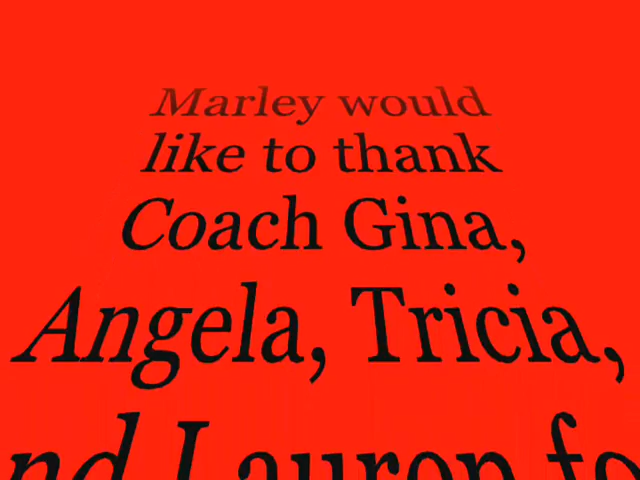 Marley would
like to thank
Coach Gina,
Angela, Tricia,